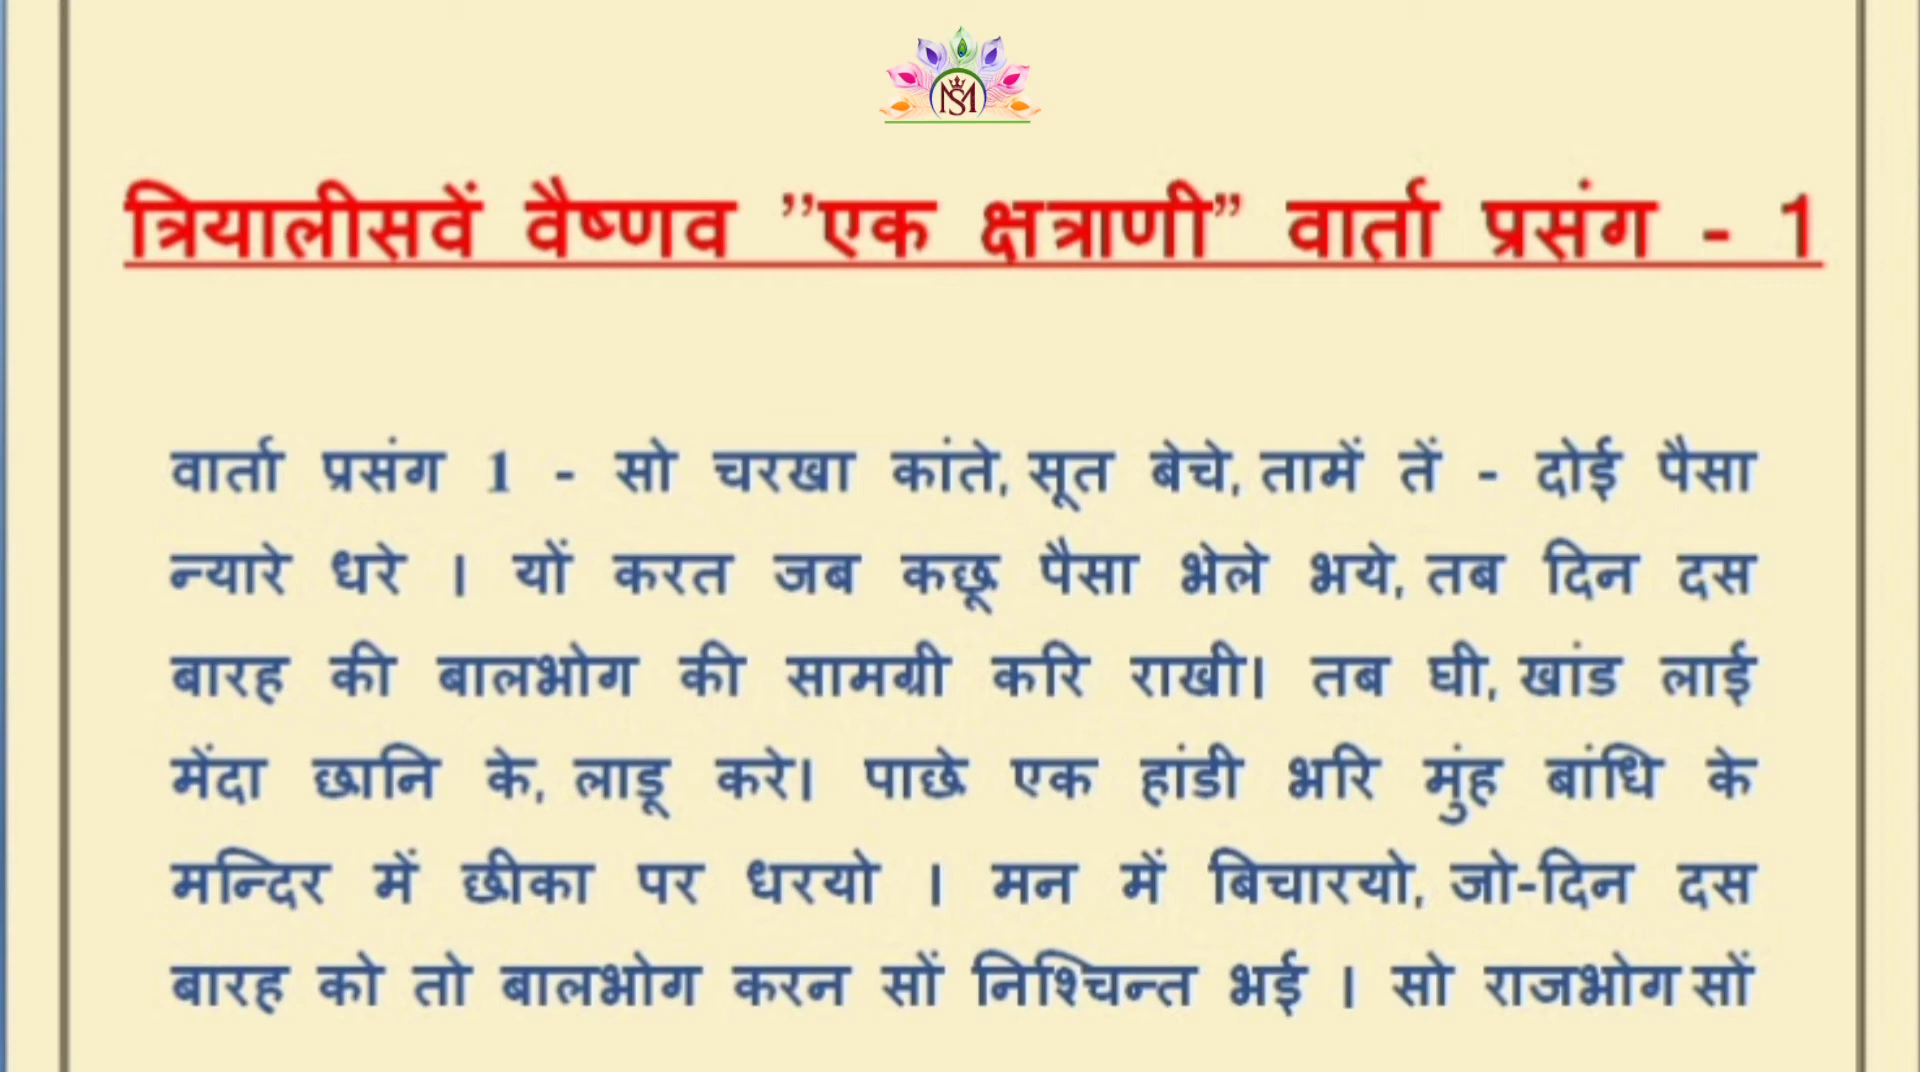 MS
त्रियालीसवें वैष्णव ”एक क्षत्राणी” वार्ता प्रसंग - 1
वार्ता प्रसंग 1 - सो चरखा कांते, सूत बेचे, तामें तें - दोई पैसा
न्यारे धरे । यों करत जब कछू पैसा भेले भये, तब दिन दस
बारह की बालभोग की सामग्री करि राखी। तब घी, खांड लाई
मेंदा छानि के, लाडू करे। पाछे एक हांडी भरि मुंह बांधि के
मन्दिर में छीका पर धरयो । मन में बिचारयो, जो-दिन दस
बारह को तो बालभोग करन सों निश्चिन्त भई । सो राजभोग सों